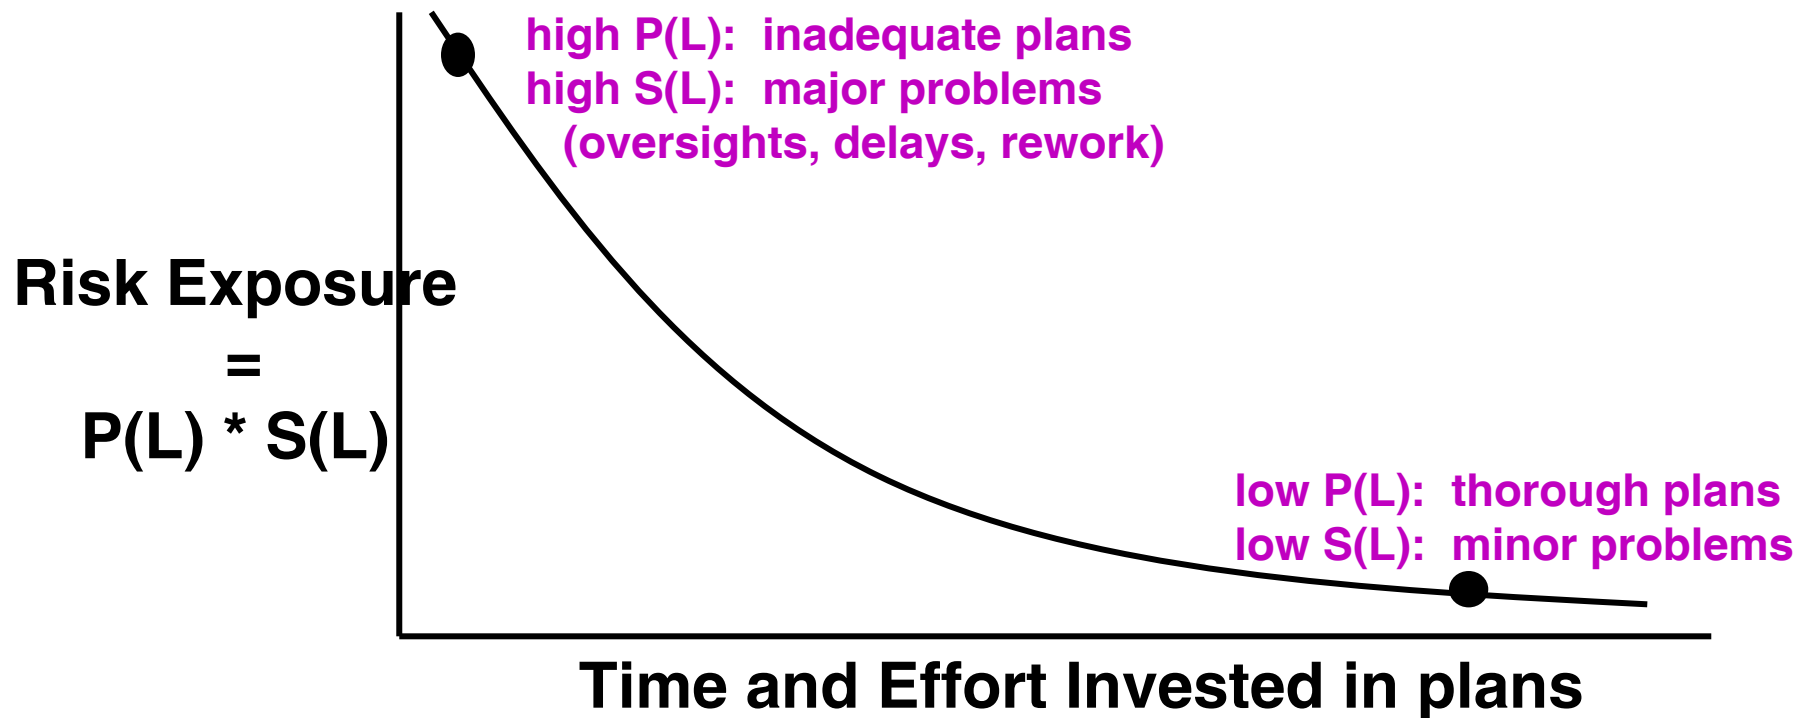 high P(L): inadequate plans
high S(L): major problems
(oversights, delays, rework)
Risk Exposure
=
P(L) * S(L)
low P(L): thorough plans
low S(L): minor problems
Time and Effort Invested in plans